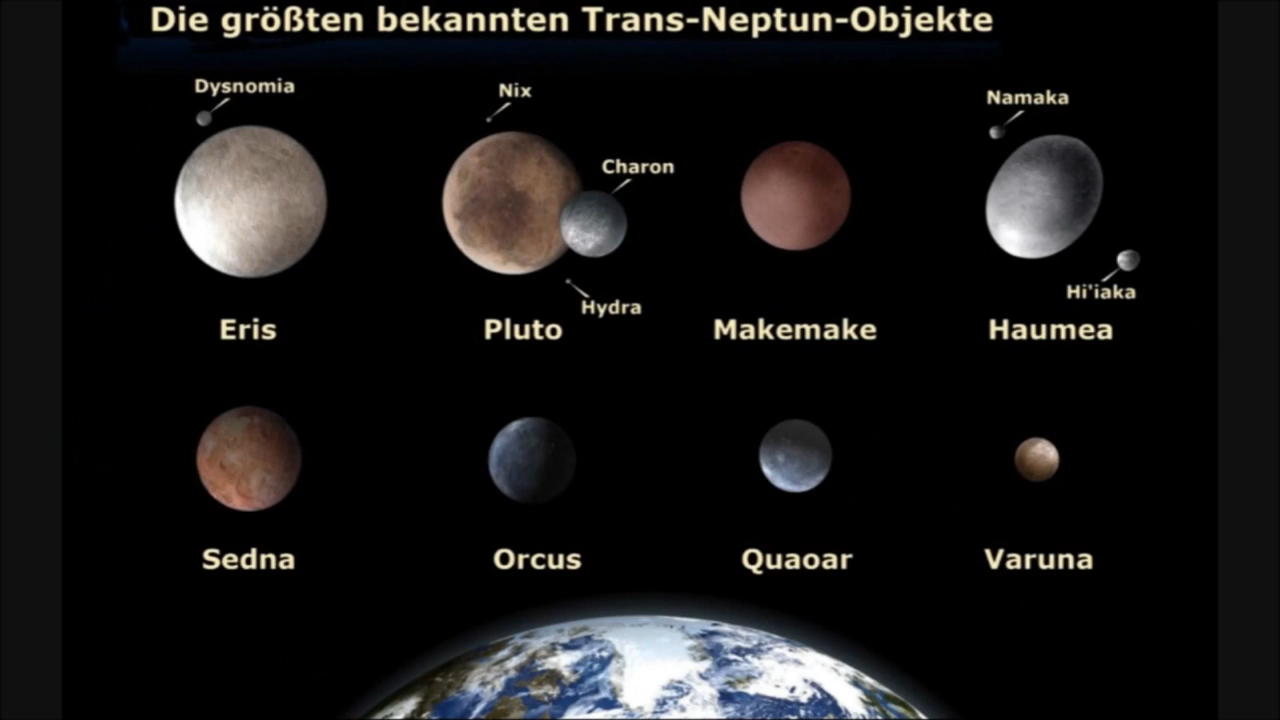 Die größten bekannten Trans-Neptun-Objekte
Dysnomia
Nix
Namaka
Charon
Hi'iaka
Hydra
Eris
Pluto
Makemake
Haumea
Sedna
Orcus
Quaoar
Varuna